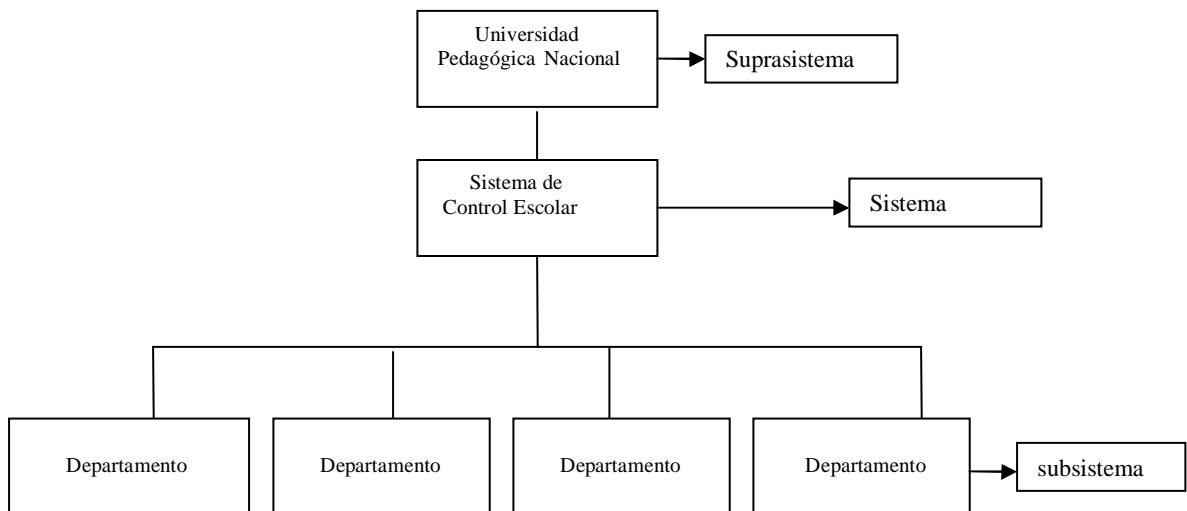 Universidad
Pedagógica Nacional
Suprasistema
Sistema de
Control Escolar
Sistema
Departamento
Departamento
Departamento
Departamento
subsistema